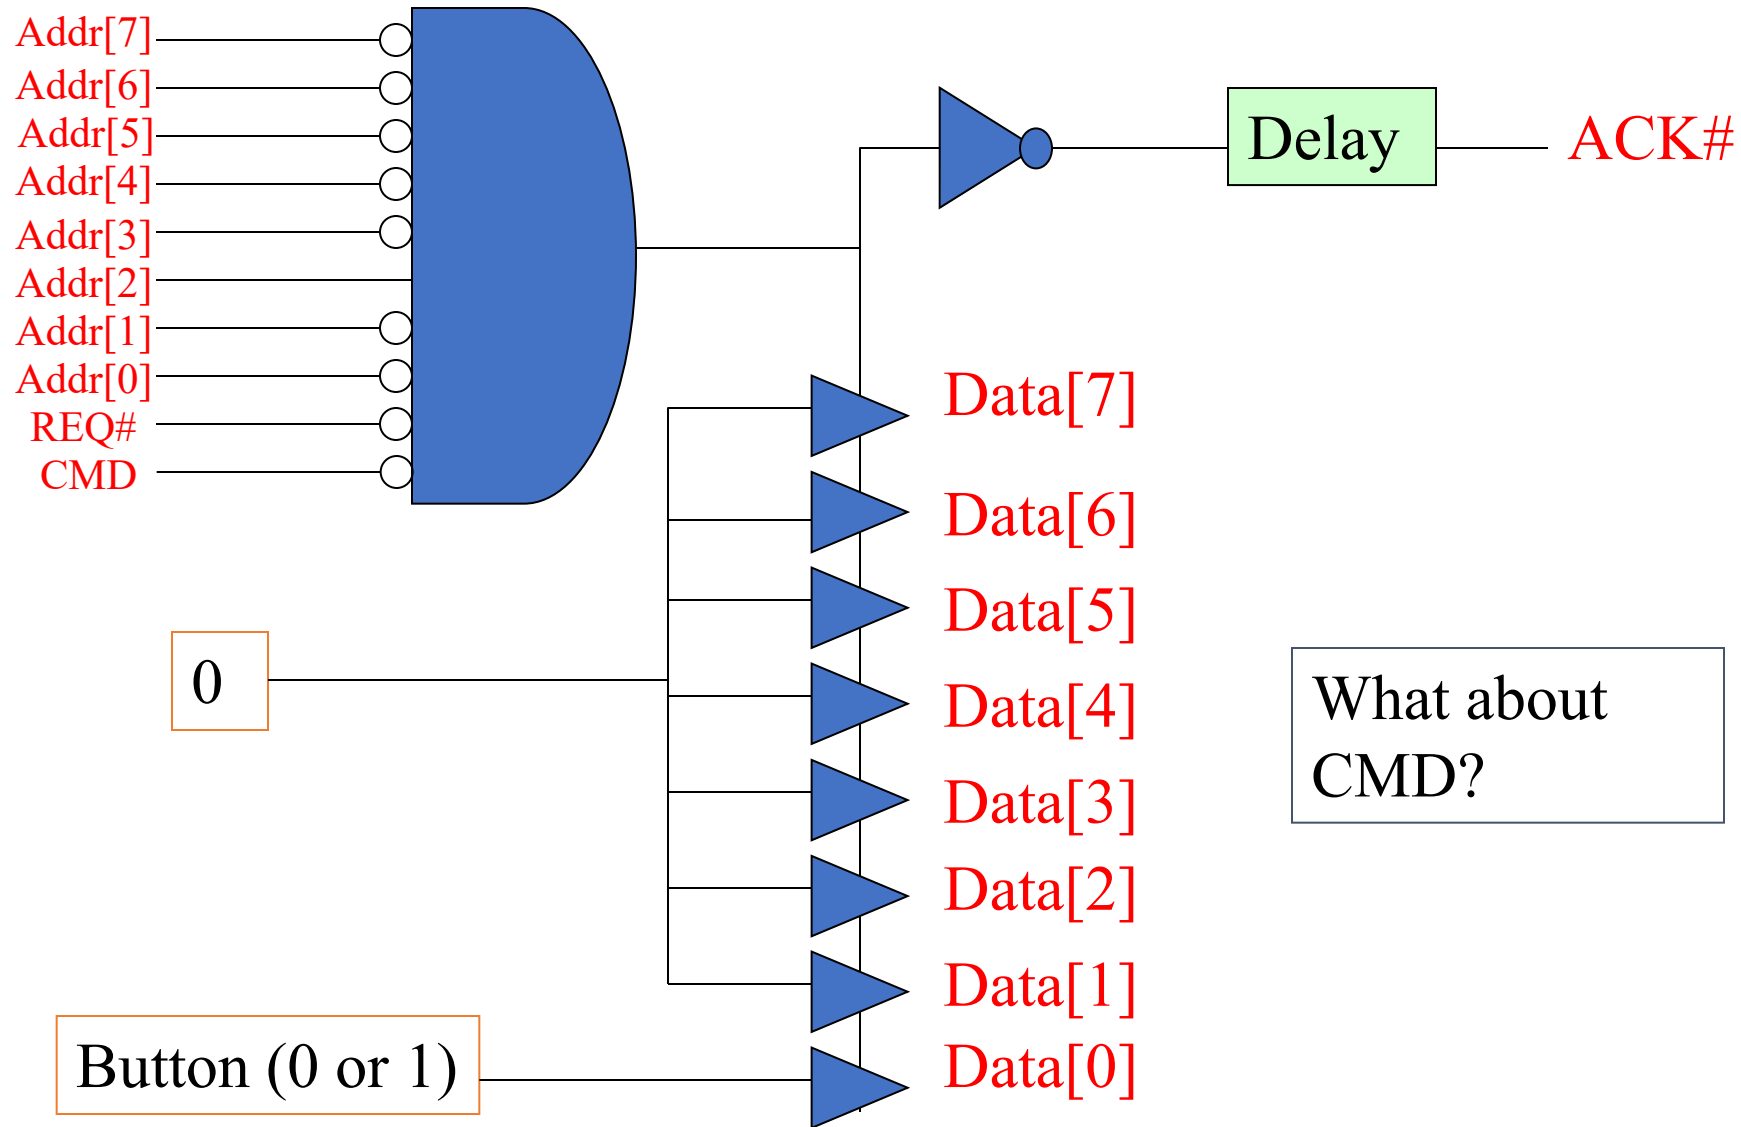 Addr[7]
Addr[6]
Addr[5]
Addr[4]
Addr[3]
Addr[2]
Addr[1]
Addr[0]
REQ#
CMD
Delay
ACK#
Data[7]
Data[6]
Data[5]
Data[4]
Data[3]
Data[2]
Data[1]
Data[0]
0
Button (0 or 1)
What about
CMD?